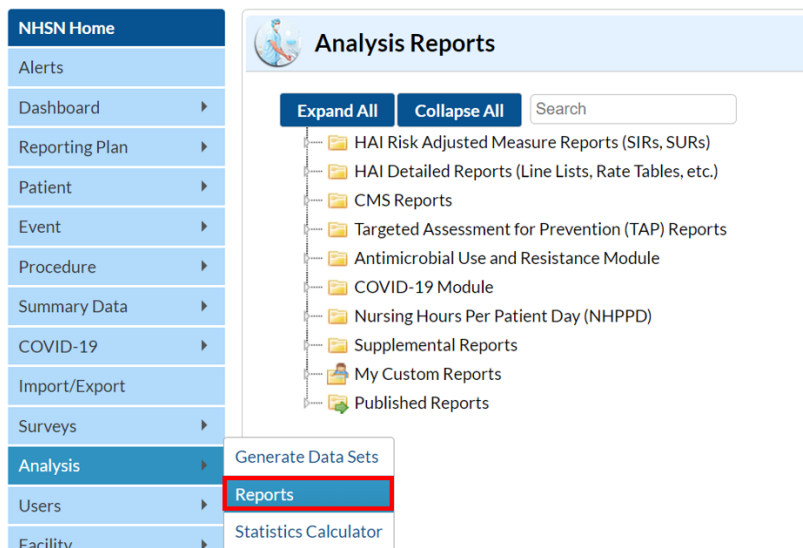 NHSN Home
Alerts
Dashboard
Reporting Plan
Patient
Event
Procedure
Summary Data
COVID-19
Import/Export
Surveys
Analysis
Users
Facility
Generate Data Sets
Reports
Statistics Calculator
Analysis Reports
Expand All
Collapse All
Search
HAI Risk Adjusted Measure Reports (SIRs, SURs)
HAI Detailed Reports (Line Lists, Rate Tables, etc.)
CMS Reports
Targeted Assessment for Prevention (TAP) Reports
Antimicrobial Use and Resistance Module
COVID-19 Module
Nursing Hours Per Patient Day (NHPPD)
Supplemental Reports
My Custom Reports
Published Reports